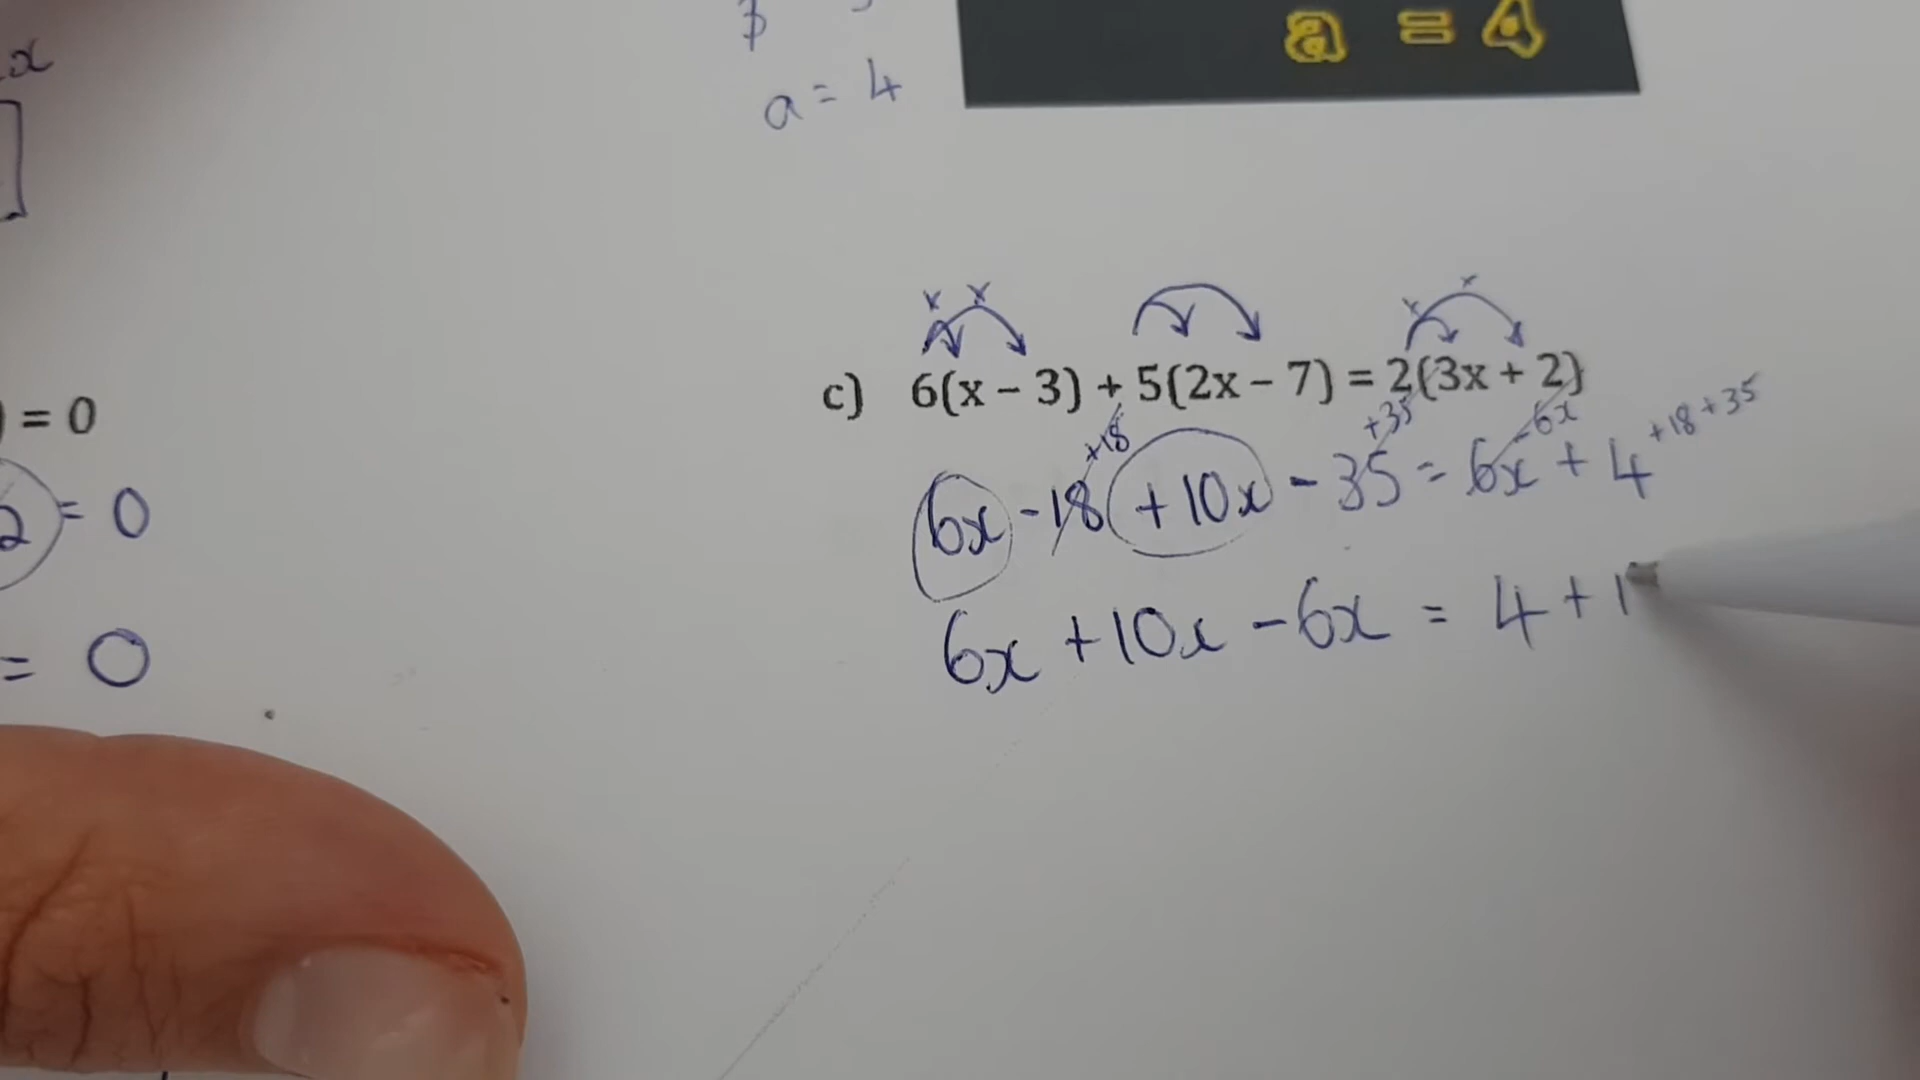 x
a = 4
a = 4
) = 0
2 = 0
= 0
x x x x
c) 6(x – 3) + 5(2x – 7) = 2(3x + 2)
+18 +35 -6x +18 +35
6x - 18 + 10x - 35 = 6x + 4
6x + 10x - 6x = 4 + 1